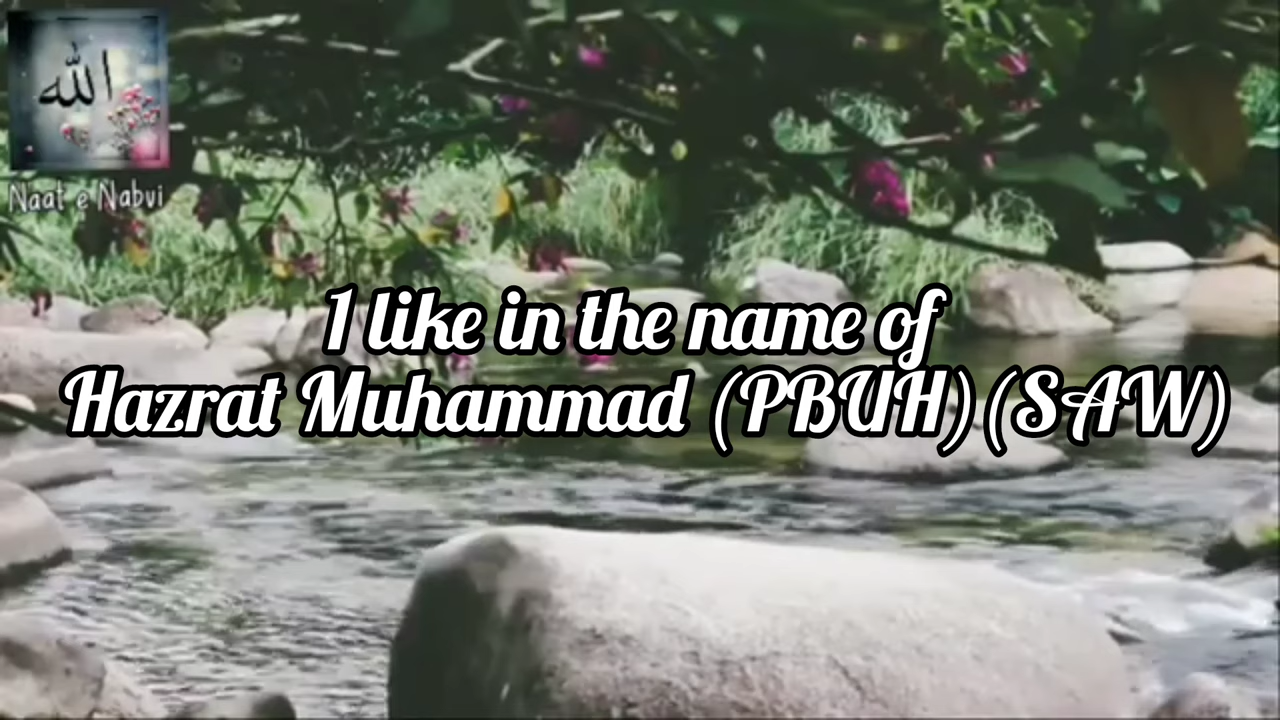 الله
Naat e Nabvi
1 like in the name of
Hazrat Muhammad (PBUH)(SAW)